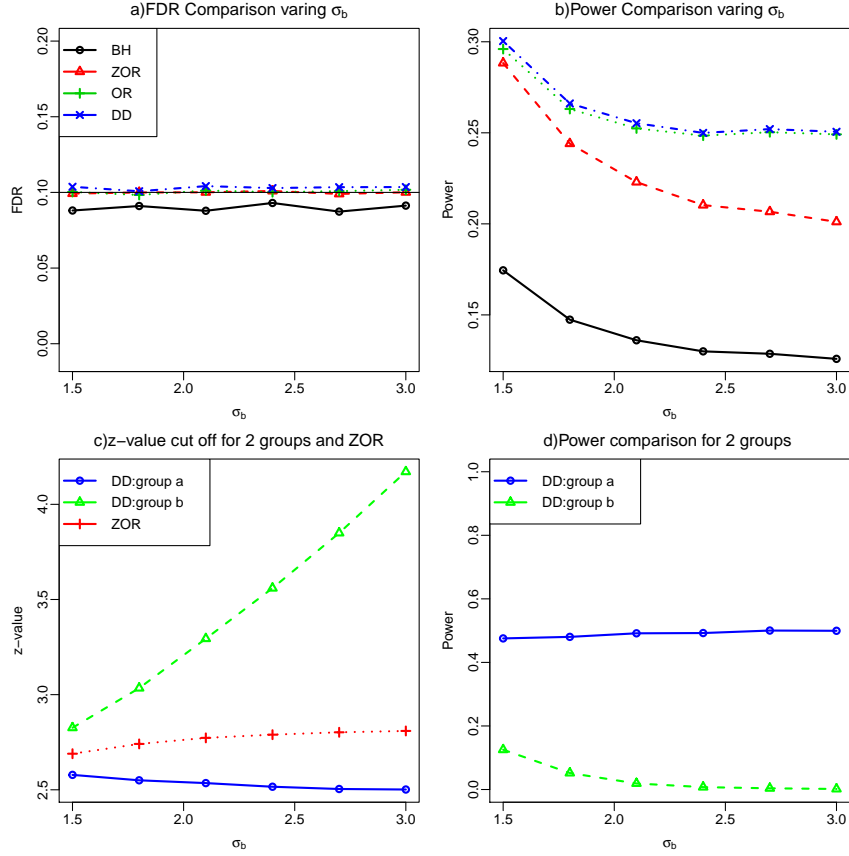 a)FDR Comparison varing σb
BH
ZOR
OR
DD
FDR
0.00
0.05
0.10
0.15
0.20
1.5
2.0
2.5
3.0
σb
b)Power Comparison varing σb
Power
0.15
0.20
0.25
0.30
1.5
2.0
2.5
3.0
σb
c)z−value cut off for 2 groups and ZOR
DD:group a
DD:group b
ZOR
z−value
2.5
3.0
3.5
4.0
1.5
2.0
2.5
3.0
σb
d)Power comparison for 2 groups
DD:group a
DD:group b
Power
0.0
0.2
0.4
0.6
0.8
1.0
1.5
2.0
2.5
3.0
σb